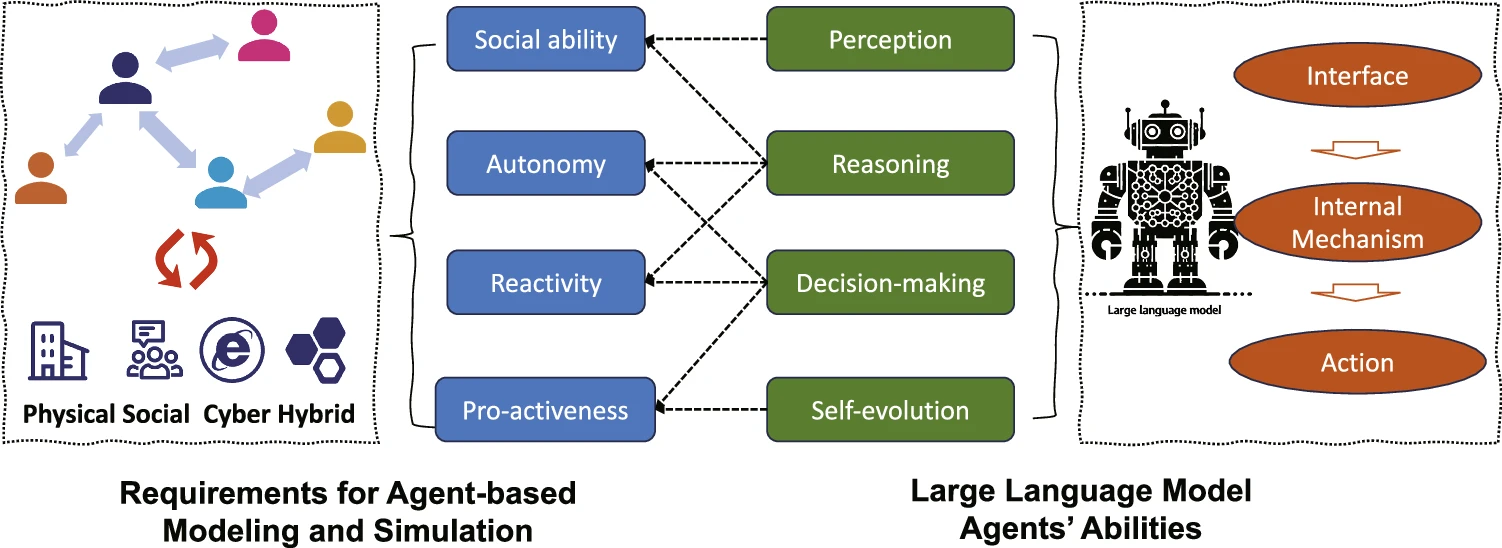 Social ability
Autonomy
Reactivity
Pro-activeness
Perception
Reasoning
Decision-making
Self-evolution
Interface
Internal
Mechanism
Action
Large language model
Physical Social Cyber Hybrid
Requirements for Agent-based
Modeling and Simulation
Large Language Model
Agents’ Abilities